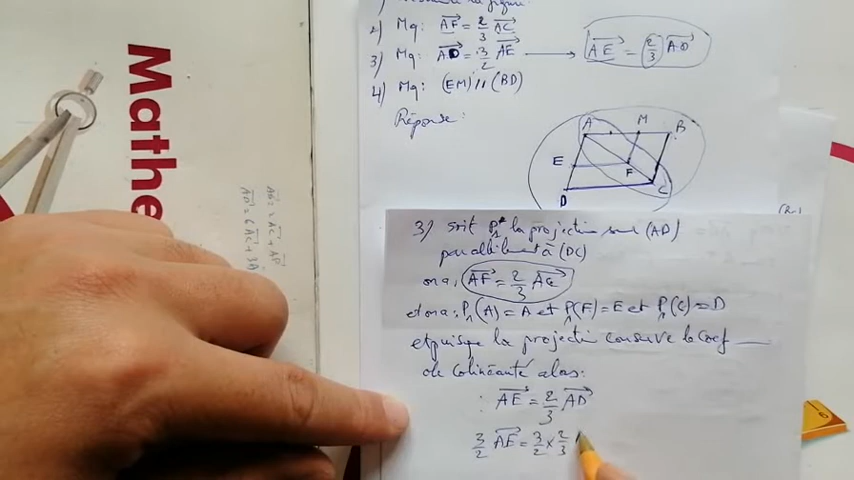 2) Mq: AF = 2/3 AC
3) Mq: AD = 3/2 AE → AE = 2/3 AD
4) Mq: (EM) // (BD)
Réponse:
A M B
E F
D C
3) soit P₁ la projection sur (AD)
parallèlement à (DC)
on a: AF = 2/3 AC
et on a: P₁(A) = A et P₁(F) = E et P₁(C) = D
et puisque la projection conserve le coef
de colinéarité alors:
: AE = 2/3 AD
3/2 AE = 3/2 × 2/3
Mathe
Mathe